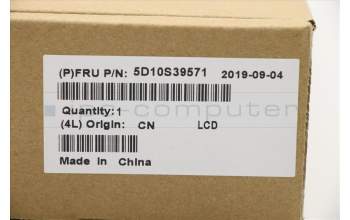 (P)FRU P/N: 5D10S39571 2019-09-04
Quantity:1
(4L) Origin: CN LCD
Made in China